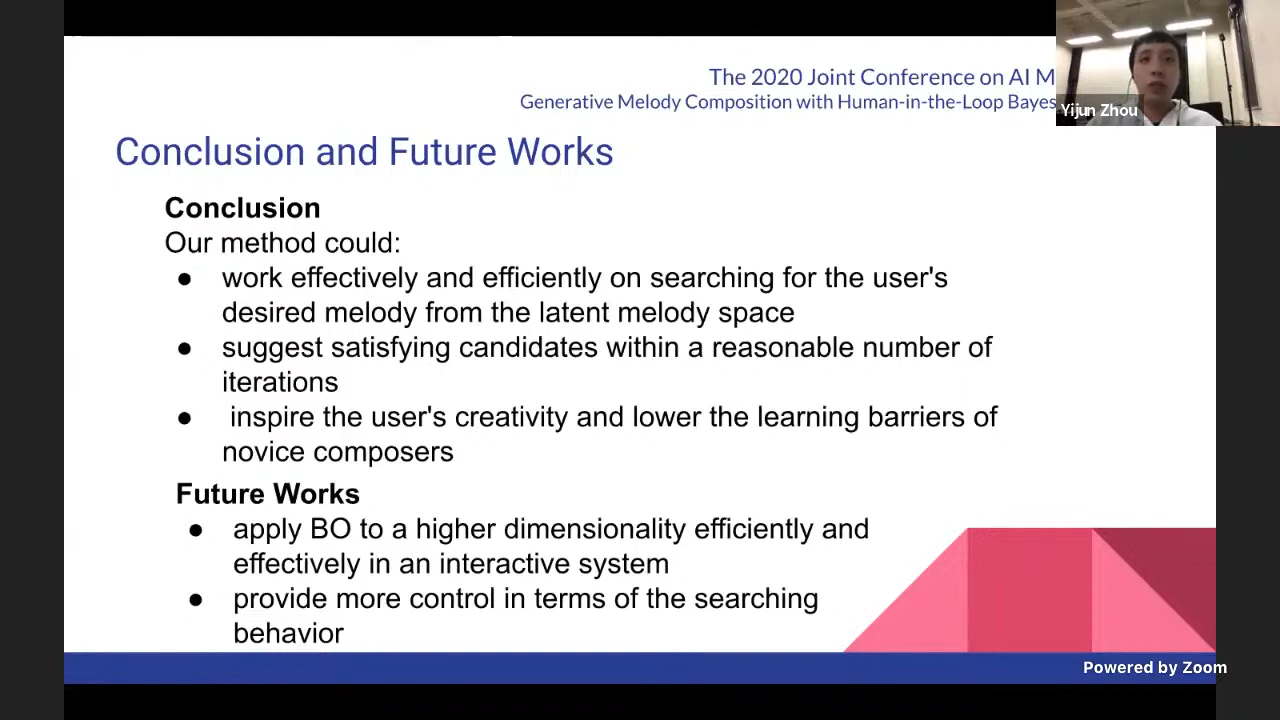 The 2020 Joint Conference on AI M
Generative Melody Composition with Human-in-the-Loop Bayes
Yijun Zhou
Conclusion and Future Works
Conclusion
Our method could:
● work effectively and efficiently on searching for the user's
desired melody from the latent melody space
● suggest satisfying candidates within a reasonable number of
iterations
● inspire the user's creativity and lower the learning barriers of
novice composers
Future Works
● apply BO to a higher dimensionality efficiently and
effectively in an interactive system
● provide more control in terms of the searching
behavior
Powered by Zoom